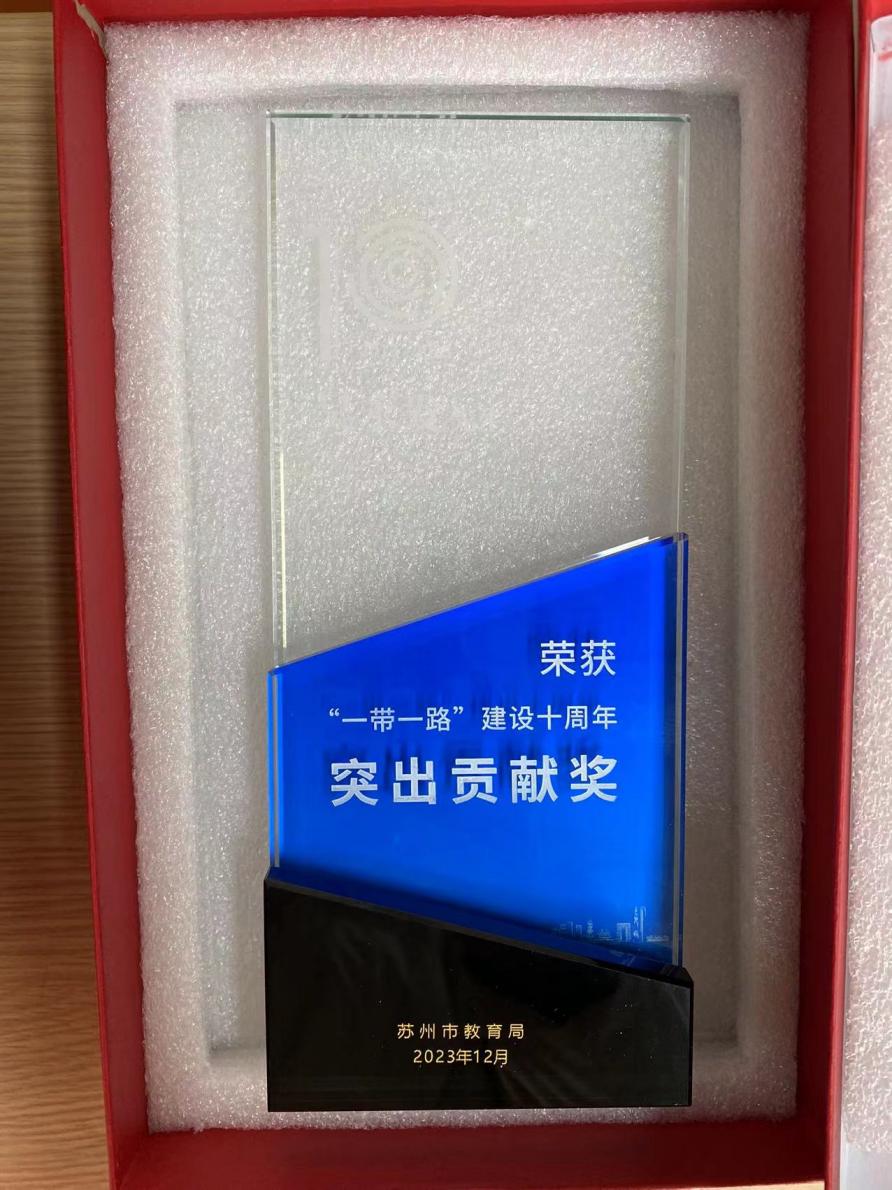 10
荣获
“一带一路”建设十周年
突出贡献奖
苏州市教育局
2023年12月